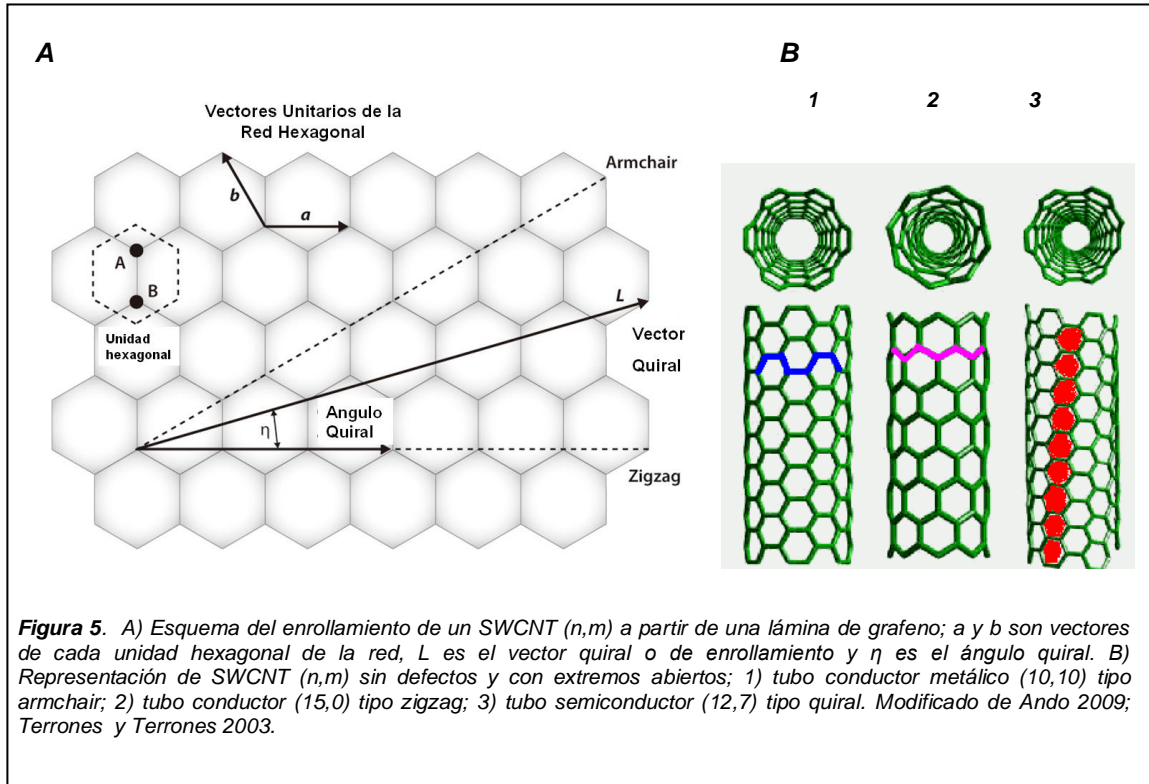 A
B
1 2 3
Vectores Unitarios de la
Red Hexagonal
Armchair
b
a
A
B
L
Unidad
hexagonal
Vector
Quiral
Angulo
Quiral
η
Zigzag
Figura 5. A) Esquema del enrollamiento de un SWCNT (n,m) a partir de una lámina de grafeno; a y b son vectores
de cada unidad hexagonal de la red, L es el vector quiral o de enrollamiento y η es el ángulo quiral. B)
Representación de SWCNT (n,m) sin defectos y con extremos abiertos; 1) tubo conductor metálico (10,10) tipo
armchair; 2) tubo conductor (15,0) tipo zigzag; 3) tubo semiconductor (12,7) tipo quiral. Modificado de Ando 2009;
Terrones y Terrones 2003.